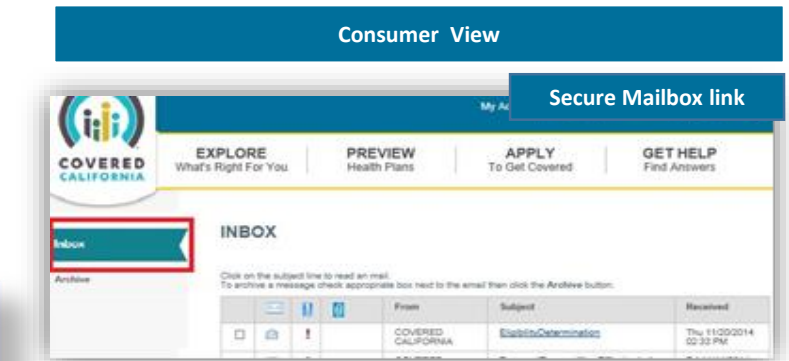 Consumer View
Secure Mailbox link
My Ac
COVERED
CALIFORNIA
EXPLORE
What's Right For You
PREVIEW
Health Plans
APPLY
To Get Covered
GET HELP
Find Answers
Inbox
Archive
INBOX
Click on the subject line to read an mail.
To archive a message check appropriate box next to the email then click the Archive button.
From Subject Received
COVERED
CALIFORNIA
EligibilityDetermination
Thu 11/20/2014
02:33 PM